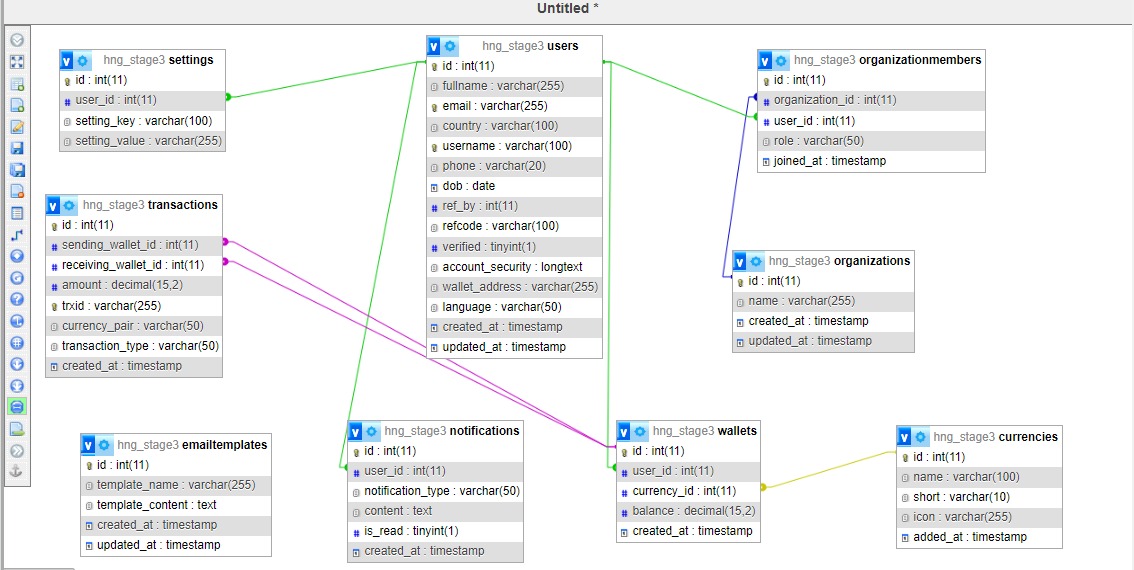 Untitled *
hng_stage3 settings
id : int(11)
user_id : int(11)
setting_key : varchar(100)
setting_value : varchar(255)
hng_stage3 users
id : int(11)
fullname : varchar(255)
email : varchar(255)
country : varchar(100)
username : varchar(100)
phone : varchar(20)
dob : date
ref_by : int(11)
refcode : varchar(100)
verified : tinyint(1)
account_security : longtext
wallet_address : varchar(255)
language : varchar(50)
created_at : timestamp
updated_at : timestamp
hng_stage3 organizationmembers
id : int(11)
organization_id : int(11)
user_id : int(11)
role : varchar(50)
joined_at : timestamp
hng_stage3 transactions
id : int(11)
sending_wallet_id : int(11)
receiving_wallet_id : int(11)
amount : decimal(15,2)
trxid : varchar(255)
currency_pair : varchar(50)
transaction_type : varchar(50)
created_at : timestamp
hng_stage3 organizations
id : int(11)
name : varchar(255)
created_at : timestamp
updated_at : timestamp
hng_stage3 emailtemplates
id : int(11)
template_name : varchar(255)
template_content : text
created_at : timestamp
updated_at : timestamp
hng_stage3 notifications
id : int(11)
user_id : int(11)
notification_type : varchar(50)
content : text
is_read : tinyint(1)
created_at : timestamp
hng_stage3 wallets
id : int(11)
user_id : int(11)
currency_id : int(11)
balance : decimal(15,2)
created_at : timestamp
hng_stage3 currencies
id : int(11)
name : varchar(100)
short : varchar(10)
icon : varchar(255)
added_at : timestamp